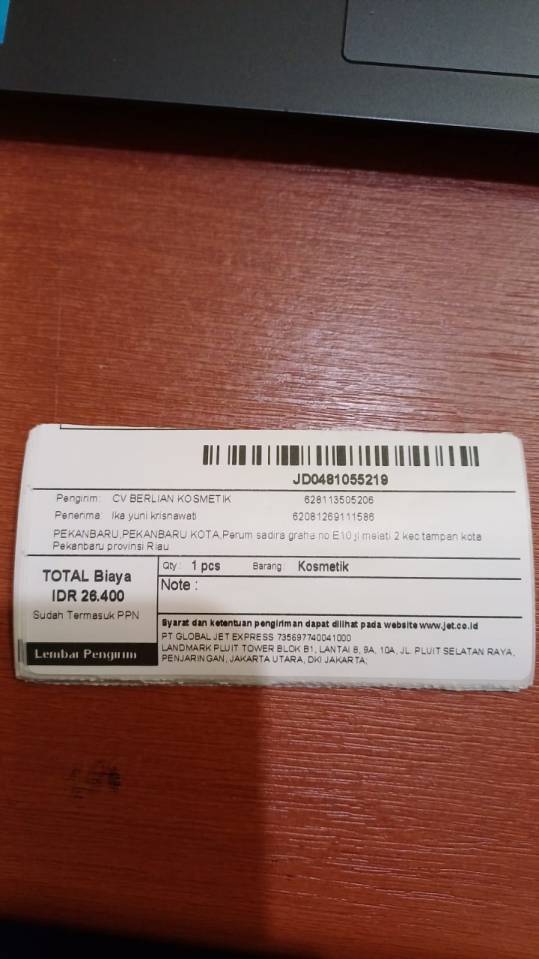 JD0481055219
Pengirim: CV BERLIAN KOSMETIK 628113505206
Penerima Ika yuni krisnawati 62081269111586
PEKANBARU,PEKANBARU KOTA,Perum sadira graha no E10 jl melati 2 kec tampan kota
Pekanbaru provinsi Riau
TOTAL Biaya
IDR 26.400
Sudah Termasuk PPN
Lembar Pengirim
Qty : 1 pcs Barang : Kosmetik
Note :
Syarat dan ketentuan pengiriman dapat dilihat pada website www.jet.co.id
PT GLOBAL JET EXPRESS 735697740041000
LANDMARK PLUIT TOWER BLOK B1, LANTAI 8, 9A, 10A, JL. PLUIT SELATAN RAYA,
PENJARINGAN, JAKARTA UTARA, DKI JAKARTA;